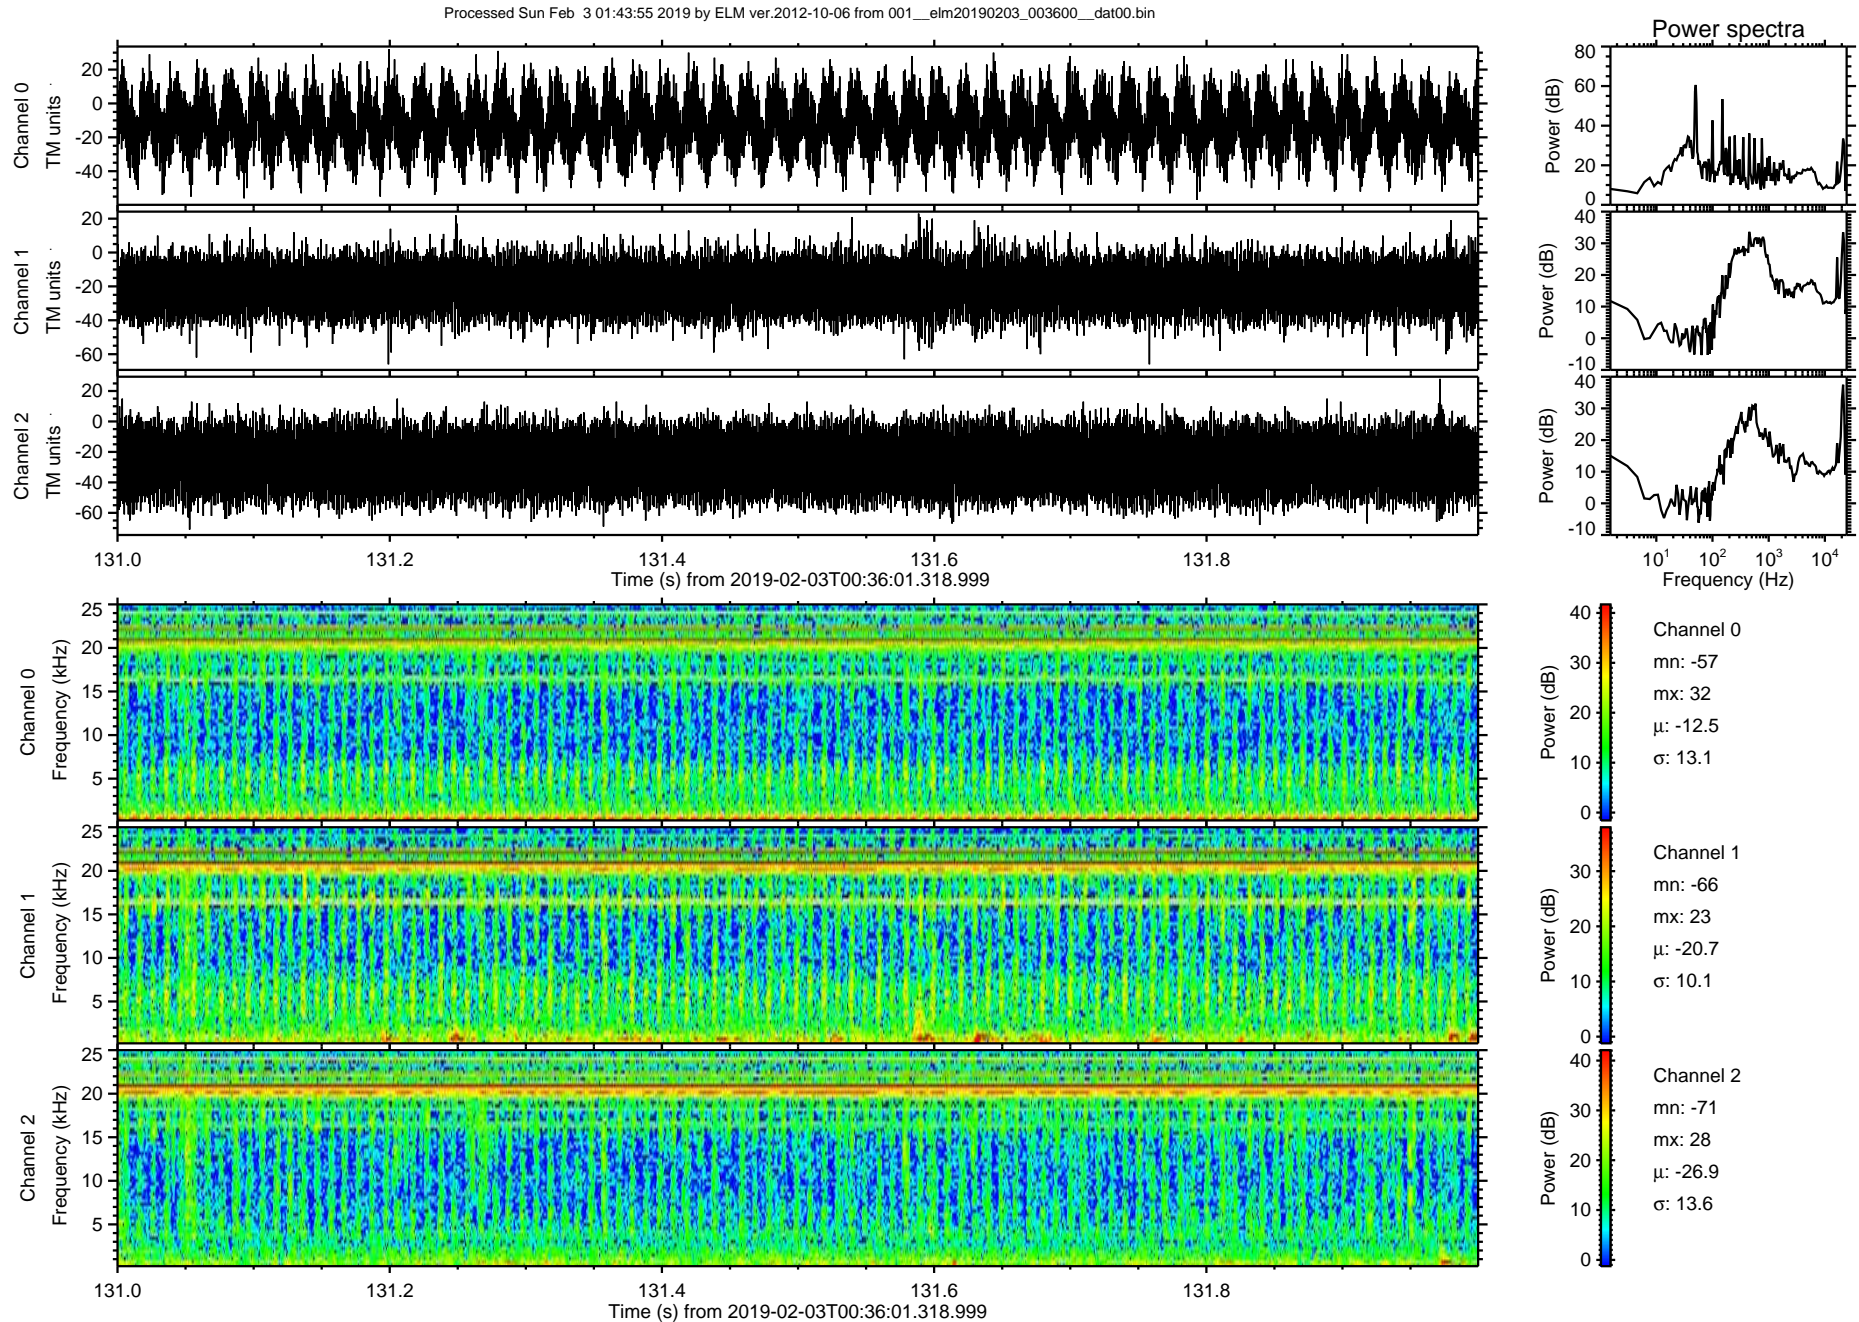 Processed Sun Feb  3 01:43:55 2019 by ELM ver.2012-10-06 from 001__elm20190203_003600__dat00.bin
Power spectra
Channel 0
TM units
20
0
-20
-40
Power (dB)
80
60
40
20
0
Channel 1
TM units
20
0
-20
-40
-60
Power (dB)
40
30
20
10
0
-10
Channel 2
TM units
20
0
-20
-40
-60
Power (dB)
40
30
20
10
0
-10
131.0 131.2 131.4 131.6 131.8
Time (s) from 2019-02-03T00:36:01.318.999
10¹ 10² 10³ 10⁴
Frequency (Hz)
Channel 0
Frequency (kHz)
25
20
15
10
5
Power (dB)
40
30
20
10
0
Channel 0
mn: -57
mx: 32
μ: -12.5
σ: 13.1
Channel 1
Frequency (kHz)
25
20
15
10
5
Power (dB)
30
20
10
0
Channel 1
mn: -66
mx: 23
μ: -20.7
σ: 10.1
Channel 2
Frequency (kHz)
25
20
15
10
5
Power (dB)
40
30
20
10
0
Channel 2
mn: -71
mx: 28
μ: -26.9
σ: 13.6
131.0 131.2 131.4 131.6 131.8
Time (s) from 2019-02-03T00:36:01.318.999